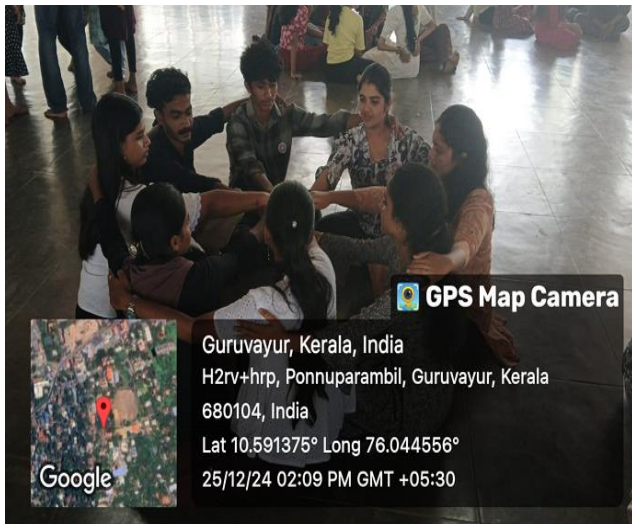 GPS Map Camera
Guruvayur, Kerala, India
H2rv+hrp, Ponnuparambil, Guruvayur, Kerala
680104, India
Lat 10.591375° Long 76.044556°
25/12/24 02:09 PM GMT +05:30
Google